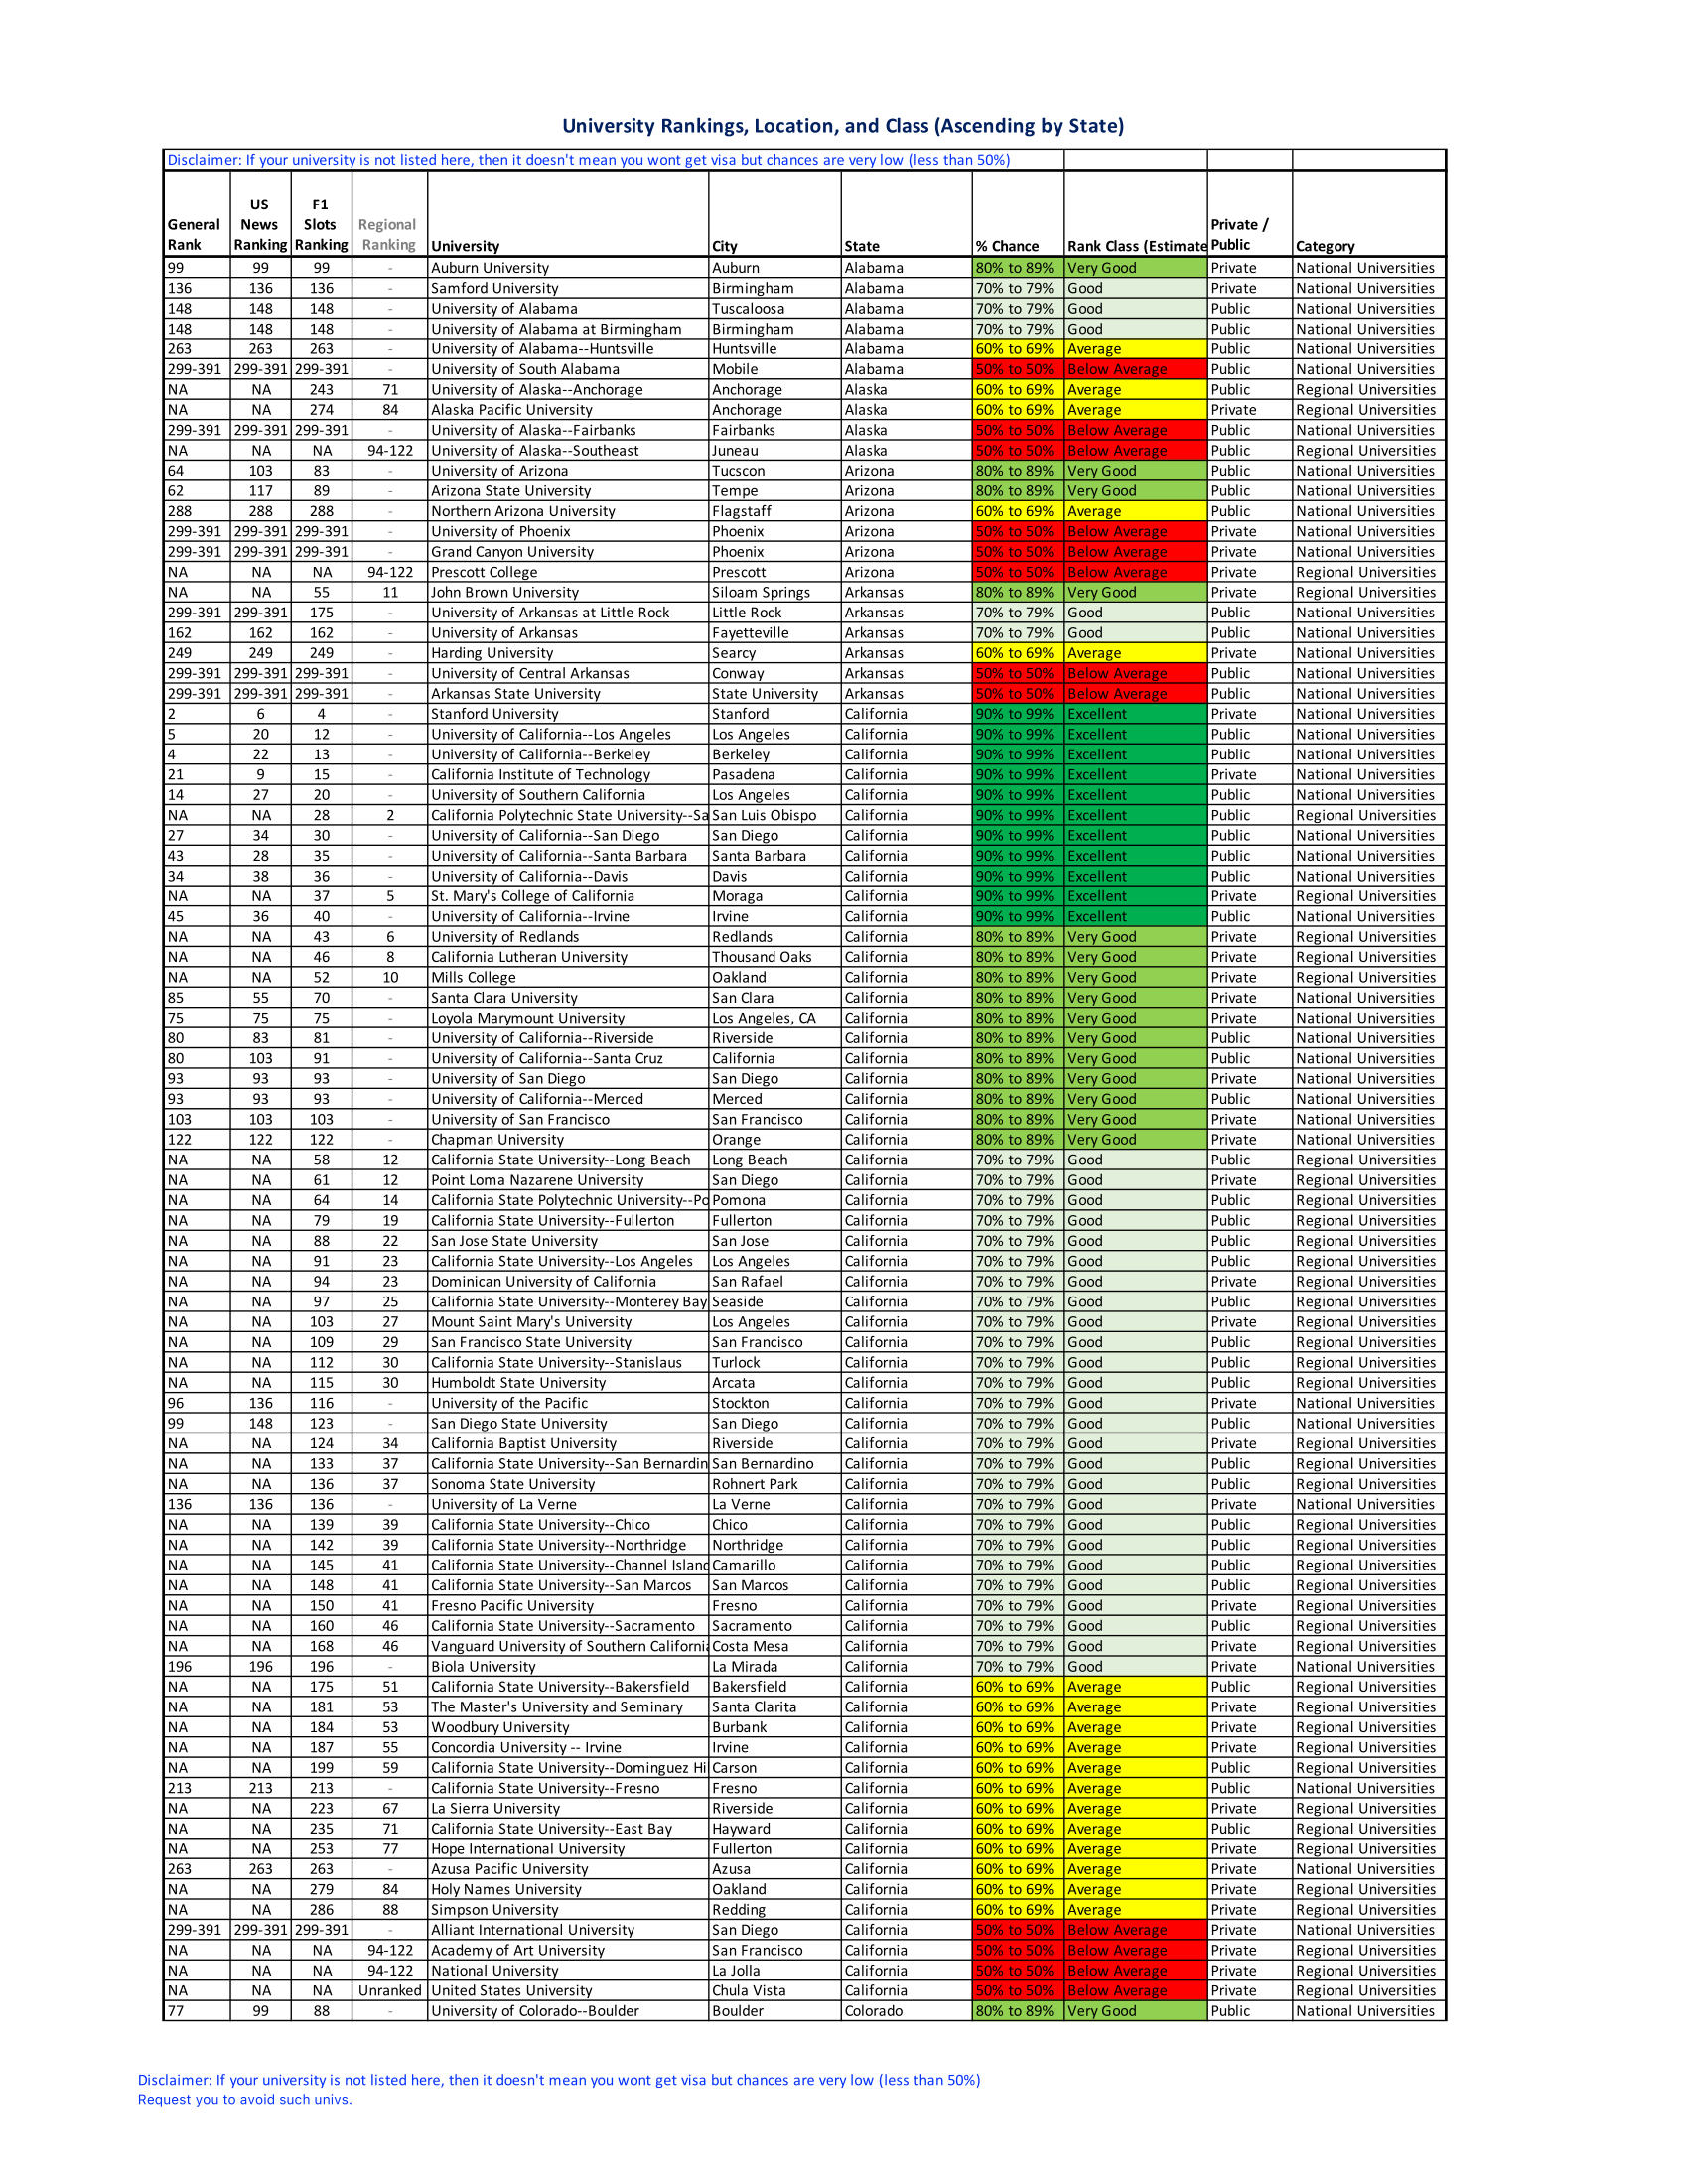 University Rankings, Location, and Class (Ascending by State)
Disclaimer: If your university is not listed here, then it doesn't mean you wont get visa but chances are very low (less than 50%)
General Rank US News Ranking F1 Slots Ranking Regional Ranking University City State % Chance Rank Class (Estimate Private / Public Category
99 99 99 - Auburn University Auburn Alabama 80% to 89% Very Good Private National Universities
136 136 136 - Samford University Birmingham Alabama 70% to 79% Good Private National Universities
148 148 148 - University of Alabama Tuscaloosa Alabama 70% to 79% Good Public National Universities
148 148 148 - University of Alabama at Birmingham Birmingham Alabama 70% to 79% Good Public National Universities
263 263 263 - University of Alabama--Huntsville Huntsville Alabama 60% to 69% Average Public National Universities
299-391 299-391 299-391 - University of South Alabama Mobile Alabama 50% to 50% Below Average Public National Universities
NA NA 243 71 University of Alaska--Anchorage Anchorage Alaska 60% to 69% Average Public Regional Universities
NA NA 274 84 Alaska Pacific University Anchorage Alaska 60% to 69% Average Private Regional Universities
299-391 299-391 299-391 - University of Alaska--Fairbanks Fairbanks Alaska 50% to 50% Below Average Public National Universities
NA NA NA 94-122 University of Alaska--Southeast Juneau Alaska 50% to 50% Below Average Public Regional Universities
64 103 83 - University of Arizona Tucscon Arizona 80% to 89% Very Good Public National Universities
62 117 89 - Arizona State University Tempe Arizona 80% to 89% Very Good Public National Universities
288 288 288 - Northern Arizona University Flagstaff Arizona 60% to 69% Average Public National Universities
299-391 299-391 299-391 - University of Phoenix Phoenix Arizona 50% to 50% Below Average Private National Universities
299-391 299-391 299-391 - Grand Canyon University Phoenix Arizona 50% to 50% Below Average Private National Universities
NA NA NA 94-122 Prescott College Prescott Arizona 50% to 50% Below Average Private Regional Universities
NA NA 55 11 John Brown University Siloam Springs Arkansas 80% to 89% Very Good Private Regional Universities
299-391 299-391 175 - University of Arkansas at Little Rock Little Rock Arkansas 70% to 79% Good Public National Universities
162 162 162 - University of Arkansas Fayetteville Arkansas 70% to 79% Good Public National Universities
249 249 249 - Harding University Searcy Arkansas 60% to 69% Average Private National Universities
299-391 299-391 299-391 - University of Central Arkansas Conway Arkansas 50% to 50% Below Average Public National Universities
299-391 299-391 299-391 - Arkansas State University State University Arkansas 50% to 50% Below Average Public National Universities
2 6 4 - Stanford University Stanford California 90% to 99% Excellent Private National Universities
5 20 12 - University of California--Los Angeles Los Angeles California 90% to 99% Excellent Public National Universities
4 22 13 - University of California--Berkeley Berkeley California 90% to 99% Excellent Public National Universities
21 9 15 - California Institute of Technology Pasadena California 90% to 99% Excellent Private National Universities
14 27 20 - University of Southern California Los Angeles California 90% to 99% Excellent Public National Universities
NA NA 28 2 California Polytechnic State University--Sa San Luis Obispo California 90% to 99% Excellent Public Regional Universities
27 34 30 - University of California--San Diego San Diego California 90% to 99% Excellent Public National Universities
43 28 35 - University of California--Santa Barbara Santa Barbara California 90% to 99% Excellent Public National Universities
34 38 36 - University of California--Davis Davis California 90% to 99% Excellent Public National Universities
NA NA 37 5 St. Mary's College of California Moraga California 90% to 99% Excellent Private Regional Universities
45 36 40 - University of California--Irvine Irvine California 90% to 99% Excellent Public National Universities
NA NA 43 6 University of Redlands Redlands California 80% to 89% Very Good Private Regional Universities
NA NA 46 8 California Lutheran University Thousand Oaks California 80% to 89% Very Good Private Regional Universities
NA NA 52 10 Mills College Oakland California 80% to 89% Very Good Private Regional Universities
85 55 70 - Santa Clara University San Clara California 80% to 89% Very Good Private National Universities
75 75 75 - Loyola Marymount University Los Angeles, CA California 80% to 89% Very Good Private National Universities
80 83 81 - University of California--Riverside Riverside California 80% to 89% Very Good Public National Universities
80 103 91 - University of California--Santa Cruz California California 80% to 89% Very Good Public National Universities
93 93 93 - University of San Diego San Diego California 80% to 89% Very Good Private National Universities
93 93 93 - University of California--Merced Merced California 80% to 89% Very Good Public National Universities
103 103 103 - University of San Francisco San Francisco California 80% to 89% Very Good Private National Universities
122 122 122 - Chapman University Orange California 80% to 89% Very Good Private National Universities
NA NA 58 12 California State University--Long Beach Long Beach California 70% to 79% Good Public Regional Universities
NA NA 61 12 Point Loma Nazarene University San Diego California 70% to 79% Good Private Regional Universities
NA NA 64 14 California State Polytechnic University--Po Pomona California 70% to 79% Good Public Regional Universities
NA NA 79 19 California State University--Fullerton Fullerton California 70% to 79% Good Public Regional Universities
NA NA 88 22 San Jose State University San Jose California 70% to 79% Good Public Regional Universities
NA NA 91 23 California State University--Los Angeles Los Angeles California 70% to 79% Good Public Regional Universities
NA NA 94 23 Dominican University of California San Rafael California 70% to 79% Good Private Regional Universities
NA NA 97 25 California State University--Monterey Bay Seaside California 70% to 79% Good Public Regional Universities
NA NA 103 27 Mount Saint Mary's University Los Angeles California 70% to 79% Good Private Regional Universities
NA NA 109 29 San Francisco State University San Francisco California 70% to 79% Good Public Regional Universities
NA NA 112 30 California State University--Stanislaus Turlock California 70% to 79% Good Public Regional Universities
NA NA 115 30 Humboldt State University Arcata California 70% to 79% Good Public Regional Universities
96 136 116 - University of the Pacific Stockton California 70% to 79% Good Private National Universities
99 148 123 - San Diego State University San Diego California 70% to 79% Good Public National Universities
NA NA 124 34 California Baptist University Riverside California 70% to 79% Good Private Regional Universities
NA NA 133 37 California State University--San Bernardin San Bernardino California 70% to 79% Good Public Regional Universities
NA NA 136 37 Sonoma State University Rohnert Park California 70% to 79% Good Public Regional Universities
136 136 136 - University of La Verne La Verne California 70% to 79% Good Private National Universities
NA NA 139 39 California State University--Chico Chico California 70% to 79% Good Public Regional Universities
NA NA 142 39 California State University--Northridge Northridge California 70% to 79% Good Public Regional Universities
NA NA 145 41 California State University--Channel Island Camarillo California 70% to 79% Good Public Regional Universities
NA NA 148 41 California State University--San Marcos San Marcos California 70% to 79% Good Public Regional Universities
NA NA 150 41 Fresno Pacific University Fresno California 70% to 79% Good Private Regional Universities
NA NA 160 46 California State University--Sacramento Sacramento California 70% to 79% Good Public Regional Universities
NA NA 168 46 Vanguard University of Southern California Costa Mesa California 70% to 79% Good Private Regional Universities
196 196 196 - Biola University La Mirada California 70% to 79% Good Private National Universities
NA NA 175 51 California State University--Bakersfield Bakersfield California 60% to 69% Average Public Regional Universities
NA NA 181 53 The Master's University and Seminary Santa Clarita California 60% to 69% Average Private Regional Universities
NA NA 184 53 Woodbury University Burbank California 60% to 69% Average Private Regional Universities
NA NA 187 55 Concordia University -- Irvine Irvine California 60% to 69% Average Private Regional Universities
NA NA 199 59 California State University--Dominguez Hi Carson California 60% to 69% Average Public Regional Universities
213 213 213 - California State University--Fresno Fresno California 60% to 69% Average Public National Universities
NA NA 223 67 La Sierra University Riverside California 60% to 69% Average Private Regional Universities
NA NA 235 71 California State University--East Bay Hayward California 60% to 69% Average Public Regional Universities
NA NA 253 77 Hope International University Fullerton California 60% to 69% Average Private Regional Universities
263 263 263 - Azusa Pacific University Azusa California 60% to 69% Average Private National Universities
NA NA 279 84 Holy Names University Oakland California 60% to 69% Average Private Regional Universities
NA NA 286 88 Simpson University Redding California 60% to 69% Average Private Regional Universities
299-391 299-391 299-391 - Alliant International University San Diego California 50% to 50% Below Average Private National Universities
NA NA NA 94-122 Academy of Art University San Francisco California 50% to 50% Below Average Private Regional Universities
NA NA NA 94-122 National University La Jolla California 50% to 50% Below Average Private Regional Universities
NA NA NA Unranked United States University Chula Vista California 50% to 50% Below Average Private Regional Universities
77 99 88 - University of Colorado--Boulder Boulder Colorado 80% to 89% Very Good Public National Universities
Disclaimer: If your university is not listed here, then it doesn't mean you wont get visa but chances are very low (less than 50%)
Request you to avoid such univs.